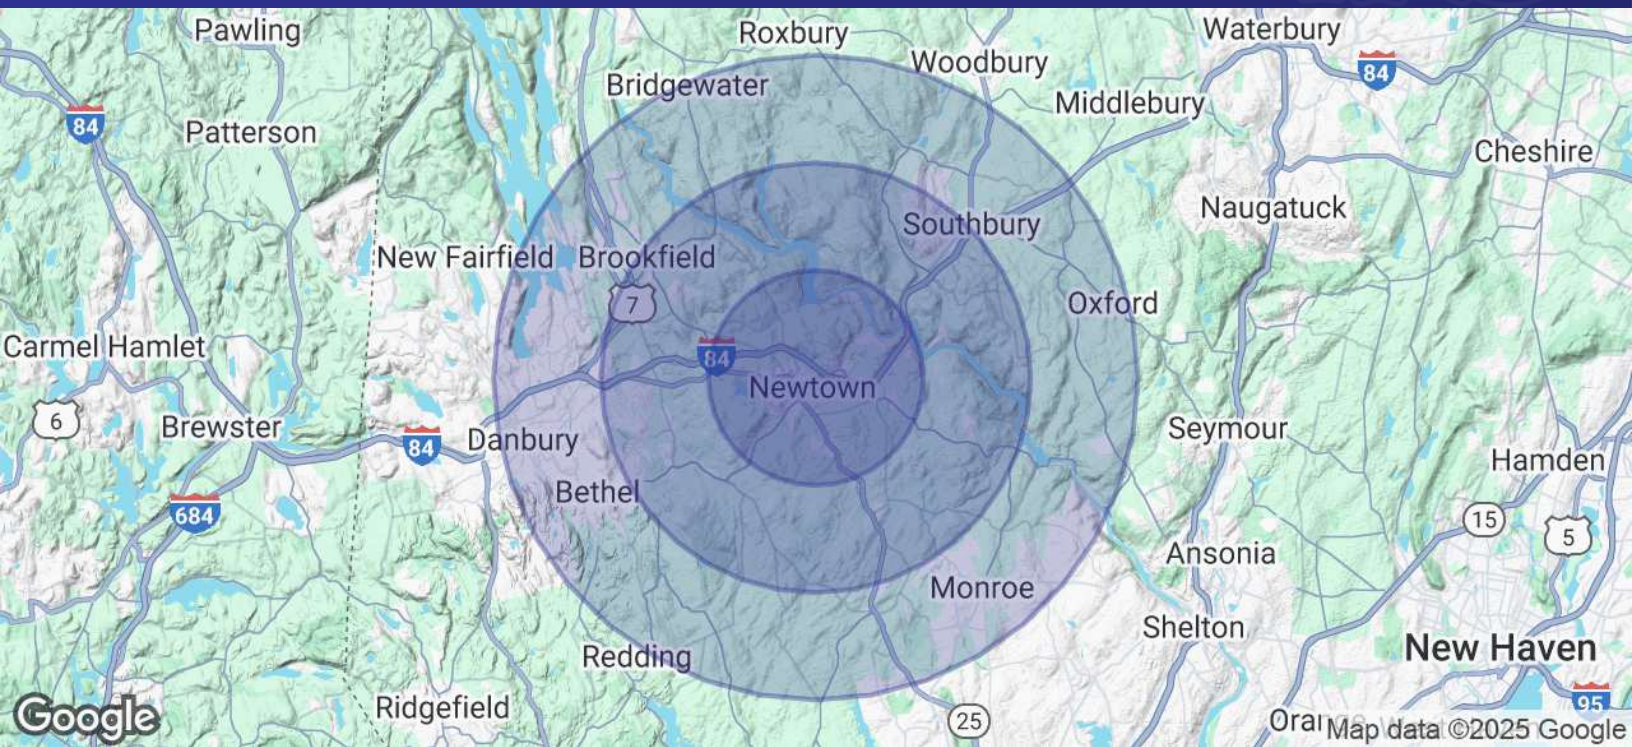 Pawling
Roxbury
Waterbury
Woodbury
84
Bridgewater
Middlebury
84
Patterson
Cheshire
Naugatuck
Southbury
New Fairfield
Brookfield
7
Oxford
Carmel Hamlet
84
Newtown
6
Brewster
84
Danbury
Seymour
Hamden
Bethel
684
15
5
Ansonia
Monroe
Shelton
New Haven
Redding
95
Ridgefield
Google
25
Oran
Map data ©2025 Google